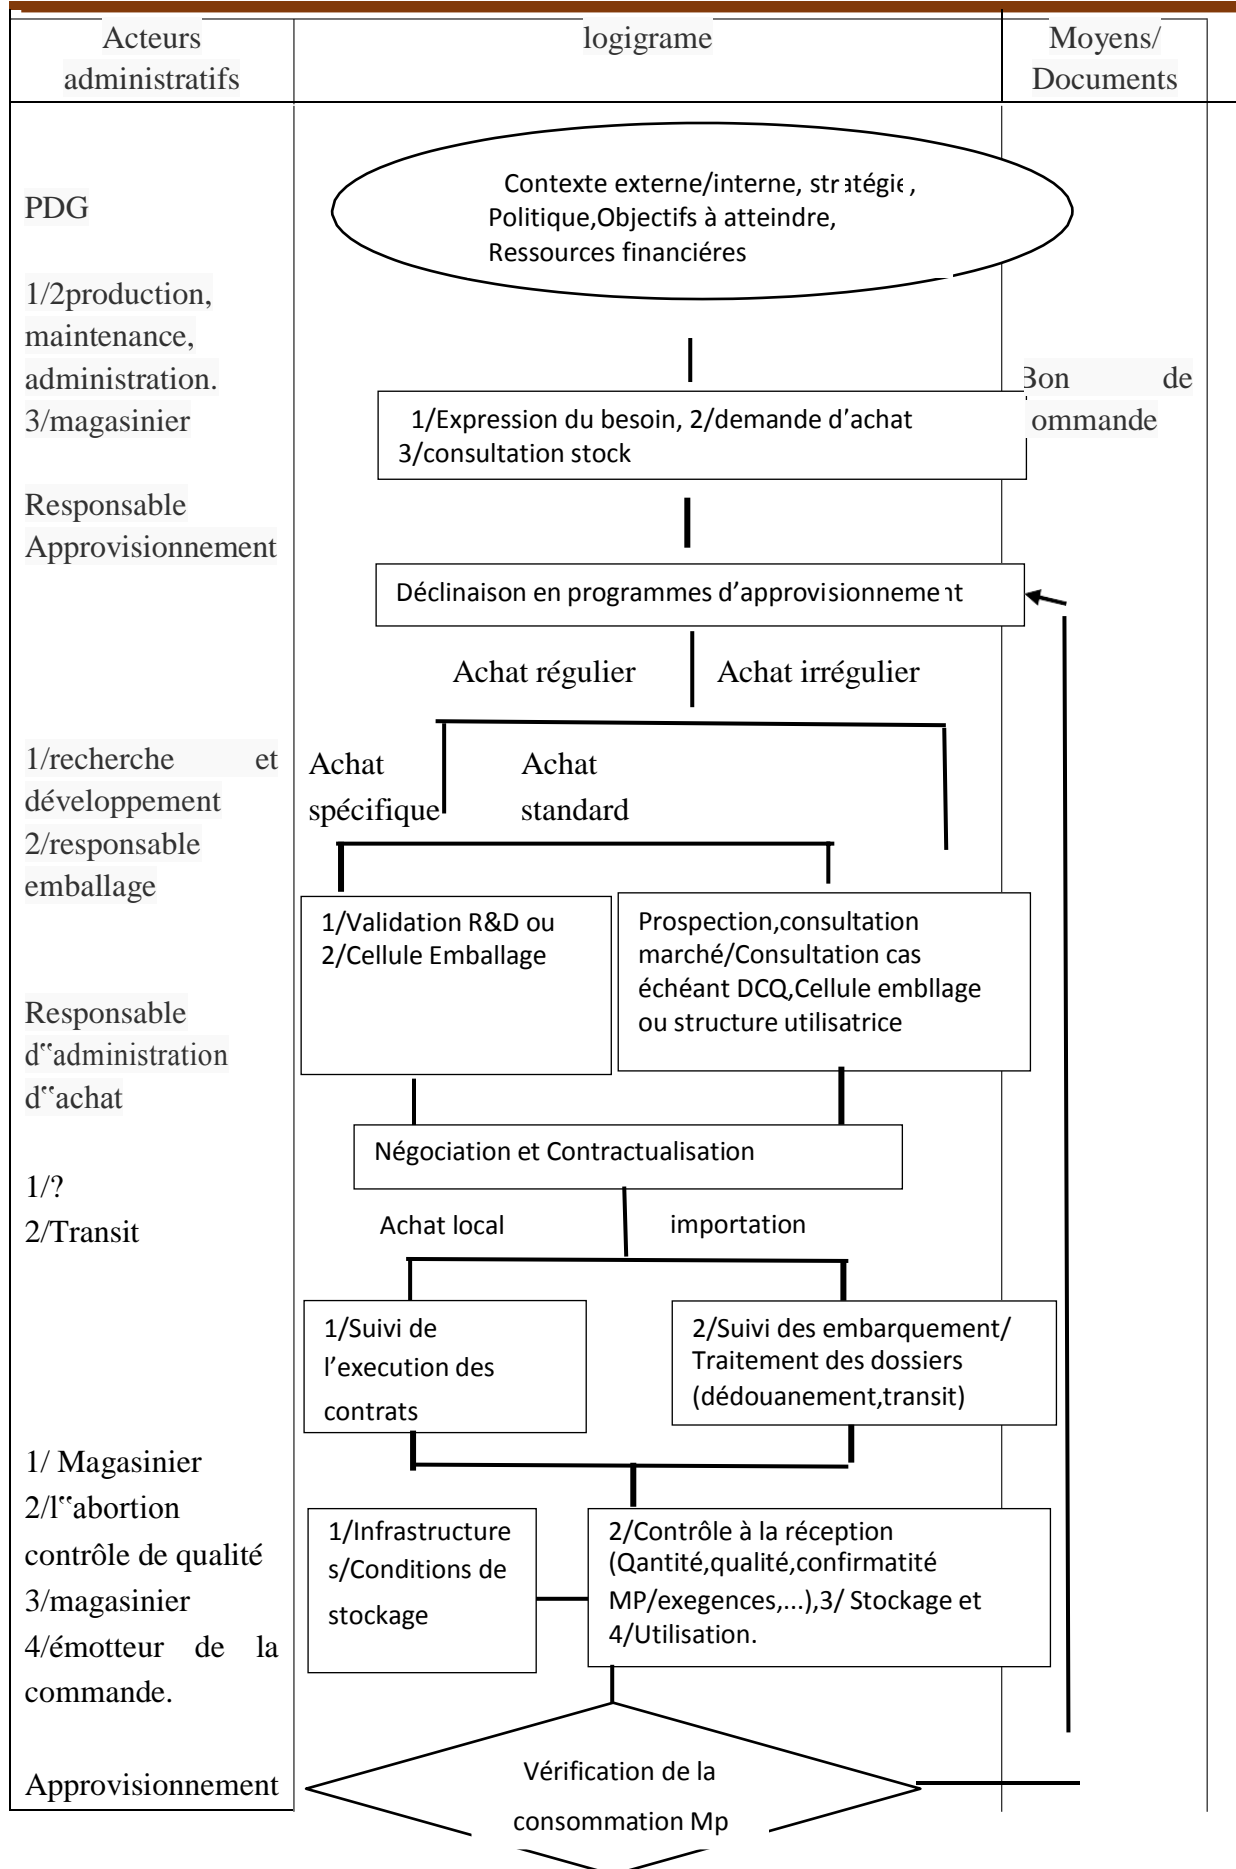 Acteurs
administratifs
logigrame
Moyens/
Documents
PDG
1/2production,
maintenance,
administration.
3/magasinier
Responsable
Approvisionnement
1/recherche et
développement
2/responsable
emballage
Responsable
d‟administration
d‟achat
1/?
2/Transit
1/ Magasinier
2/l‟abortion
contrôle de qualité
3/magasinier
4/émotteur de la
commande.
Approvisionnement
Contexte externe/interne, stratégie,
Politique,Objectifs à atteindre,
Ressources financiéres
1/Expression du besoin, 2/demande d’achat
3/consultation stock
Déclinaison en programmes d’approvisionnement
Achat régulier
Achat irrégulier
Achat
spécifique
Achat
standard
1/Validation R&D ou
2/Cellule Emballage
Prospection,consultation
marché/Consultation cas
échéant DCQ,Cellule embllage
ou structure utilisatrice
Négociation et Contractualisation
Achat local
importation
1/Suivi de
l’execution des
contrats
2/Suivi des embarquement/
Traitement des dossiers
(dédouanement,transit)
1/Infrastructure
s/Conditions de
stockage
2/Contrôle à la réception
(Qantité,qualité,confirmatité
MP/exegences,...),3/ Stockage et
4/Utilisation.
Vérification de la
consommation Mp
Bon de
ommande